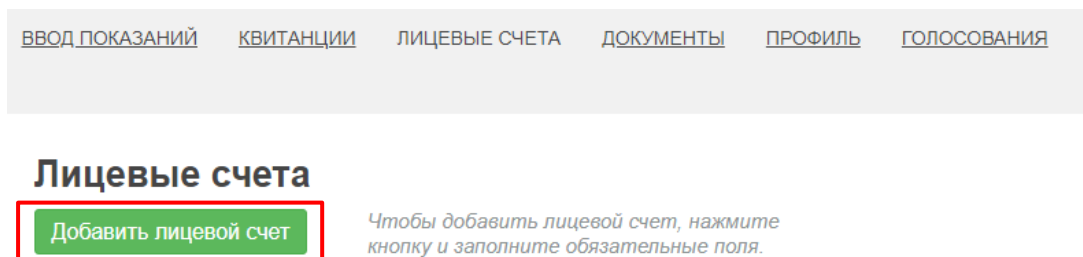 ВВОД ПОКАЗАНИЙ КВИТАНЦИИ ЛИЦЕВЫЕ СЧЕТА ДОКУМЕНТЫ ПРОФИЛЬ ГОЛОСОВАНИЯ
Лицевые счета
Добавить лицевой счет
Чтобы добавить лицевой счет, нажмите
кнопку и заполните обязательные поля.